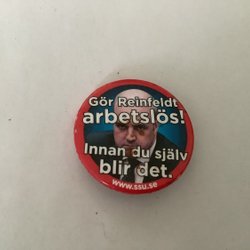 Gör Reinfeldt
arbetslös!
Innan du själv
blir det.
www.ssu.se